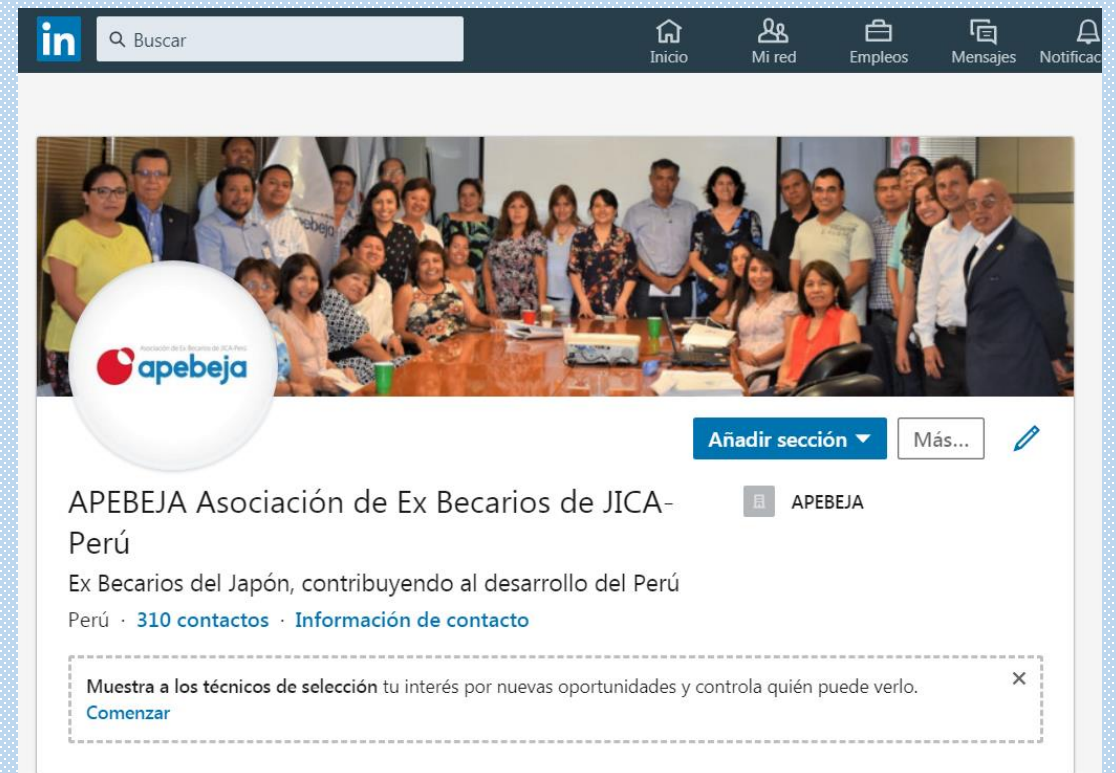 in
Buscar
Inicio
Mi red
Empleos
Mensajes
Notificac
apebeja
Asociación de Ex Becarios de JICA-Perú
apebeja
Añadir sección
Más...
APEBEJA Asociación de Ex Becarios de JICA-
Perú
APEBEJA
Ex Becarios del Japón, contribuyendo al desarrollo del Perú
Perú · 310 contactos · Información de contacto
Muestra a los técnicos de selección tu interés por nuevas oportunidades y controla quién puede verlo.
Comenzar